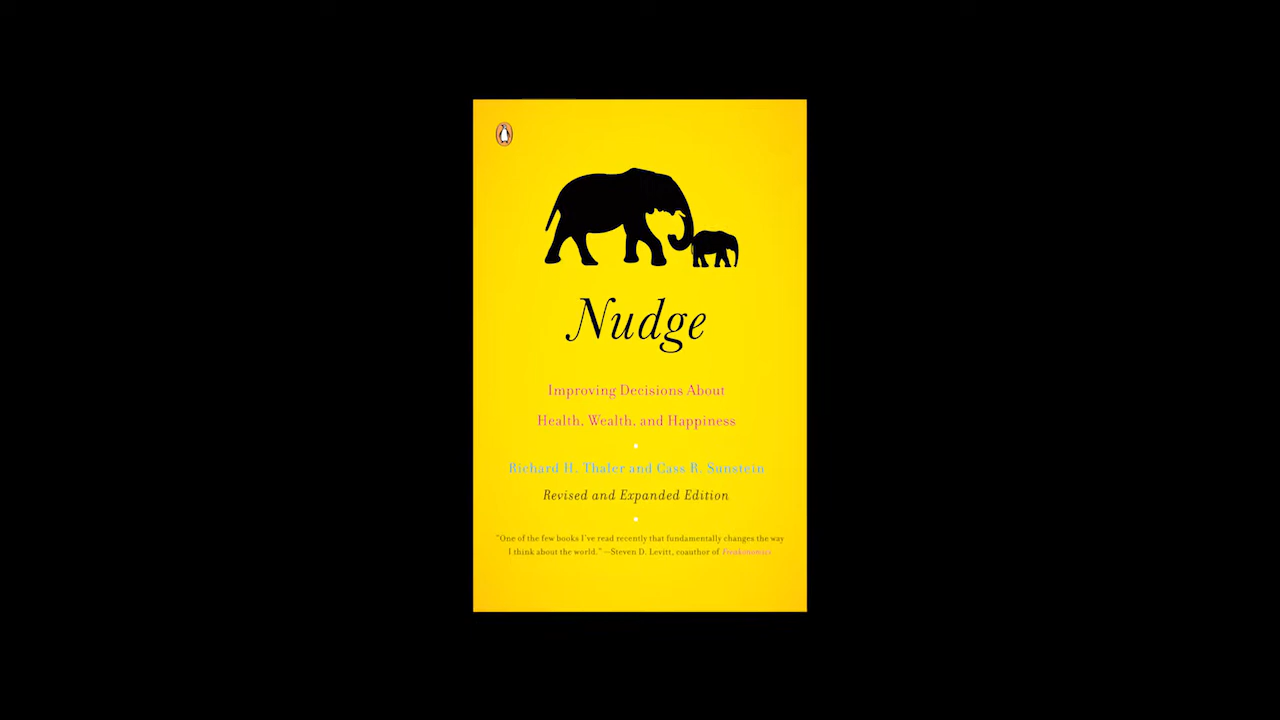 Nudge
Improving Decisions About
Health, Wealth, and Happiness
Richard H. Thaler and Cass R. Sunstein
Revised and Expanded Edition
"One of the few books I've read recently that fundamentally changes the way
I think about the world." —Steven D. Levitt, coauthor of Freakonomics